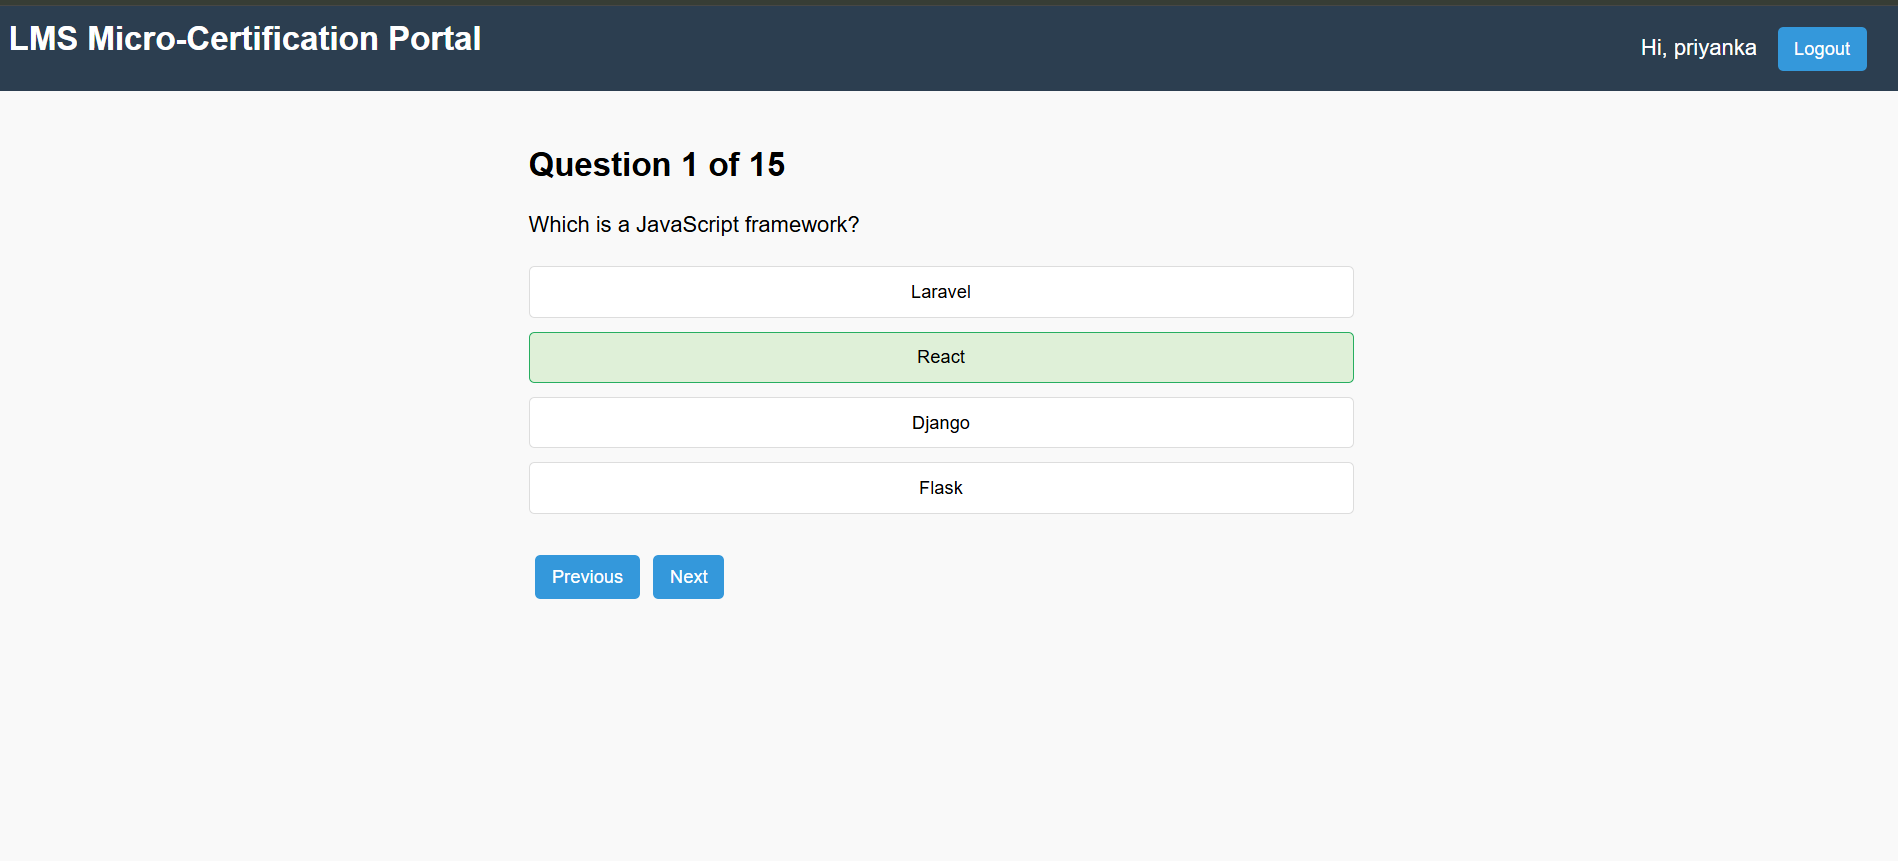 LMS Micro-Certification Portal
Hi, priyanka
Logout
Question 1 of 15
Which is a JavaScript framework?
Laravel
React
Django
Flask
Previous
Next